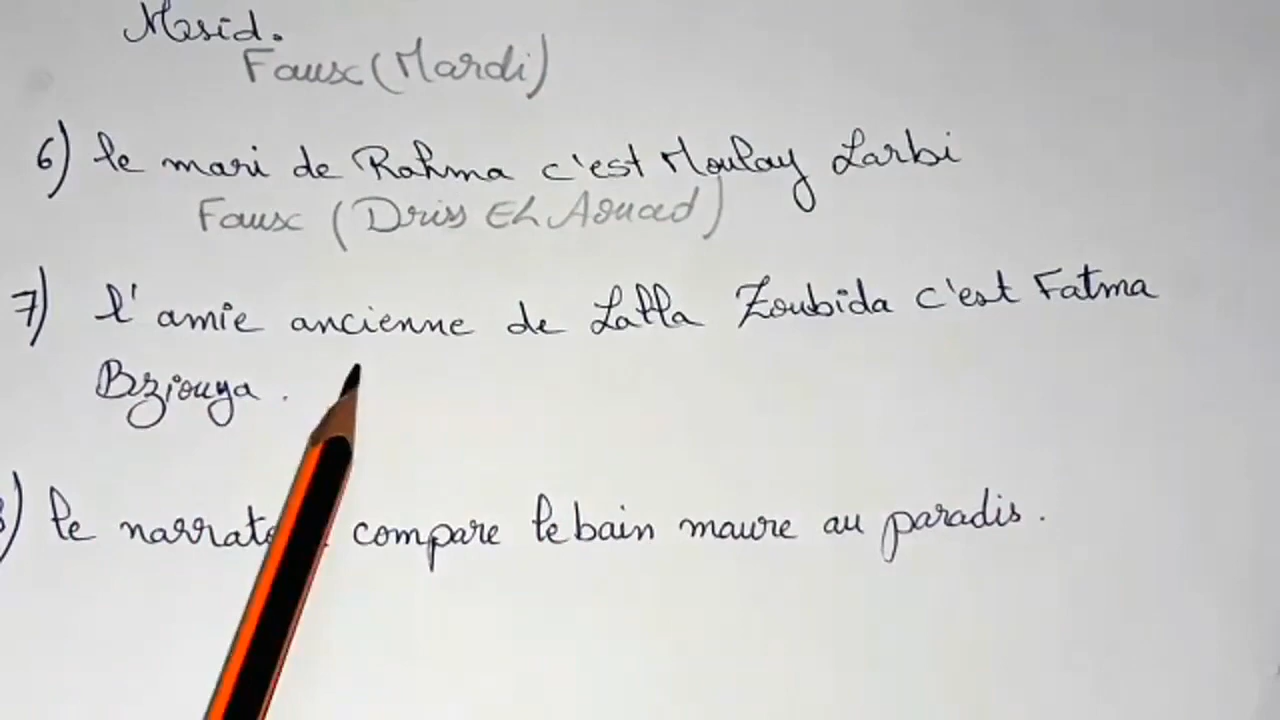 Msid.
Faux (Mardi)
6) le mari de Rahma c'est Moulay Larbi
Faux (Driss El Aouad)
7) l'amie ancienne de Lalla Zoubida c'est Fatma
Bziouya.
) le compare le bain maure au paradis.